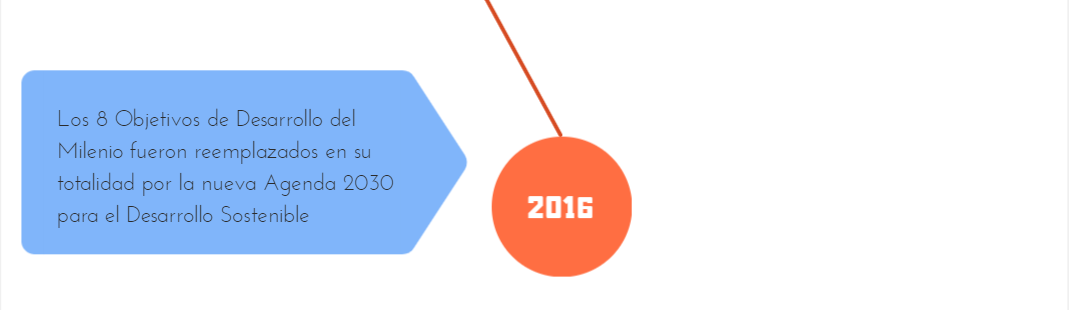 Los 8 Objetivos de Desarrollo del
Milenio fueron reemplazados en su
totalidad por la nueva Agenda 2030
para el Desarrollo Sostenible
2016